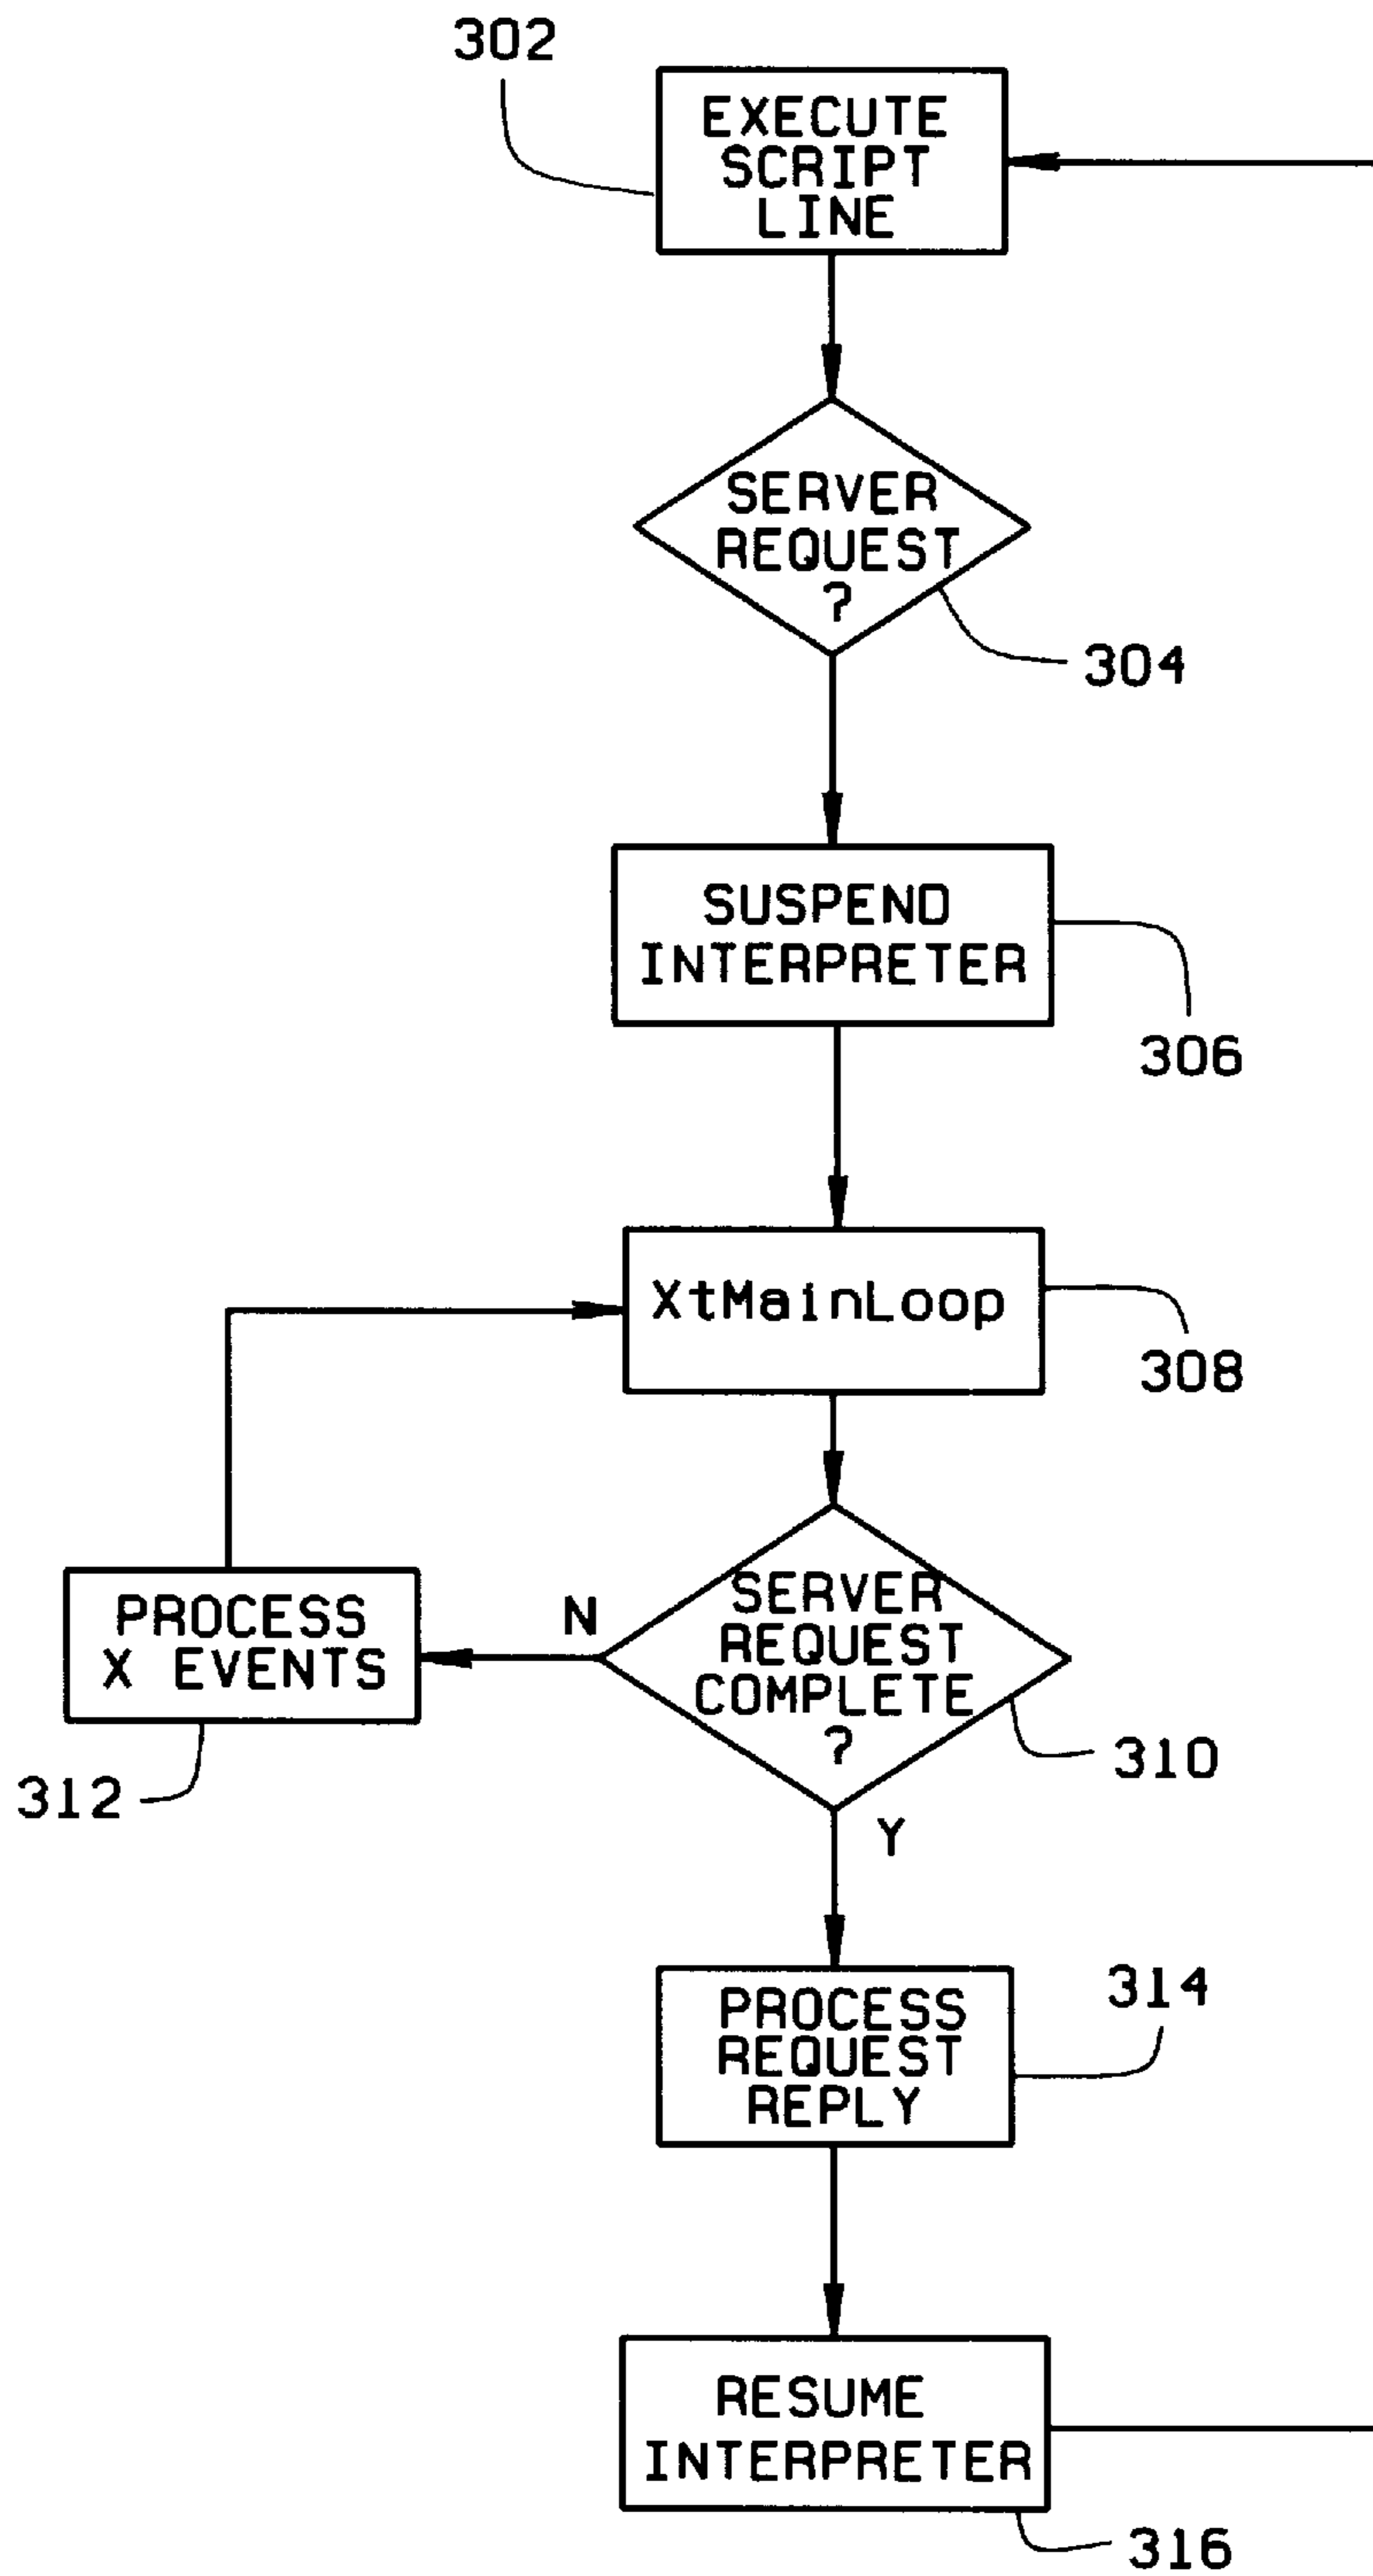 302
EXECUTE
SCRIPT
LINE
SERVER
REQUEST
?
304
SUSPEND
INTERPRETER
306
XtMainLoop
308
PROCESS
X EVENTS
312
N
SERVER
REQUEST
COMPLETE
?
310
Y
PROCESS
REQUEST
REPLY
314
RESUME
INTERPRETER
316